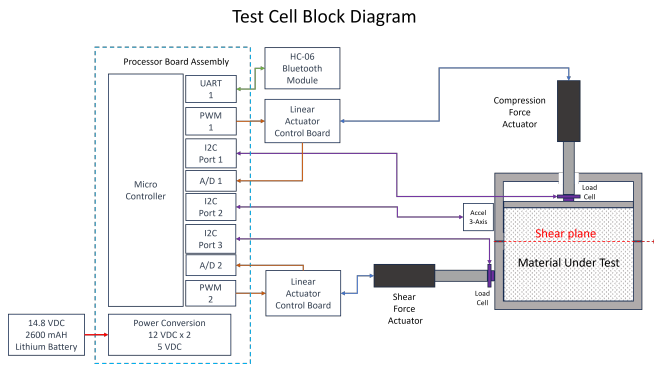 Test Cell Block Diagram
Processor Board Assembly
HC-06
Bluetooth
Module
UART
1
PWM
1
Linear
Actuator
Control Board
Compression
Force
Actuator
I2C
Port 1
Micro
Controller
A/D 1
I2C
Port 2
Load
Cell
Accel
3-Axis
Shear plane
I2C
Port 3
Material Under Test
A/D 2
PWM
2
Linear
Actuator
Control Board
Shear
Force
Actuator
Load
Cell
14.8 VDC
2600 mAH
Lithium Battery
Power Conversion
12 VDC x 2
5 VDC